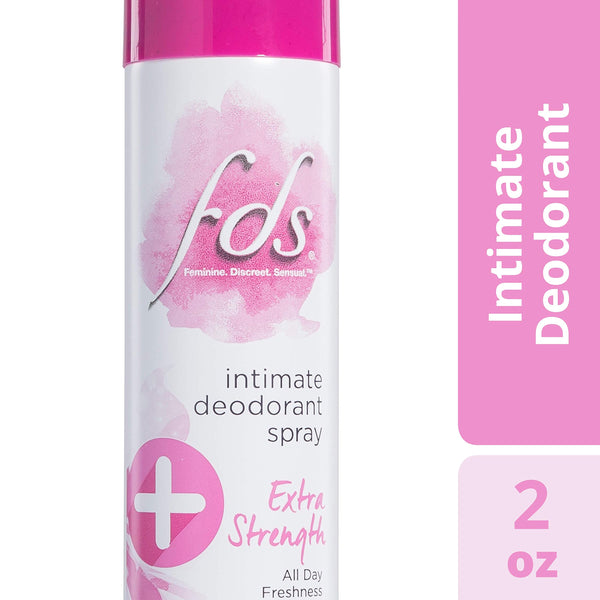 fds®
Feminine. Discreet. Sensual.™
intimate
deodorant
spray
Extra
Strength
All Day
Freshness
Intimate
Deodorant
2
oz